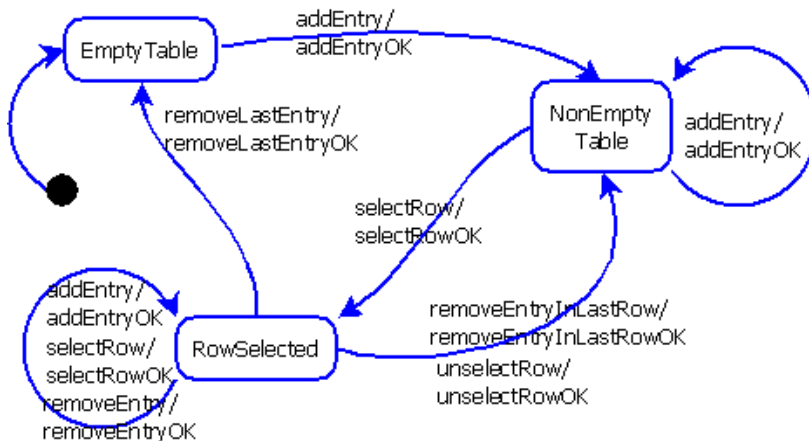 addEntry/
addEntryOK
EmptyTable
removeLastEntry/
removeLastEntryOK
NonEmpty
Table
addEntry/
addEntryOK
selectRow/
selectRowOK
addEntry/
addEntryOK
selectRow/
selectRowOK
removeEntry/
removeEntryOK
RowSelected
removeEntryInLastRow/
removeEntryInLastRowOK
unselectRow/
unselectRowOK